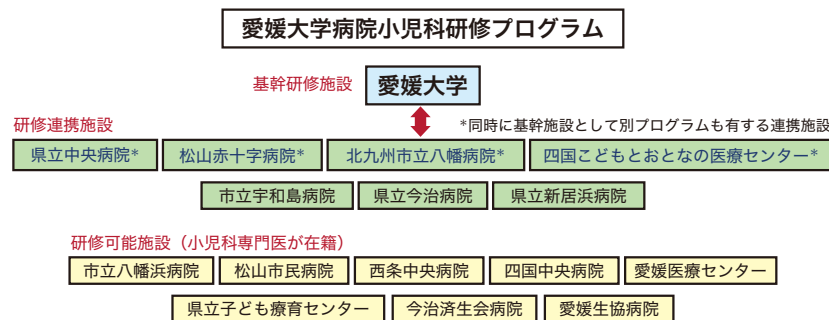 愛媛大学病院小児科研修プログラム
基幹研修施設 愛媛大学
研修連携施設 *同時に基幹施設として別プログラムも有する連携施設
県立中央病院* 松山赤十字病院* 北九州市立八幡病院* 四国こどもとおとなの医療センター*
市立宇和島病院 県立今治病院 県立新居浜病院
研修可能施設(小児科専門医が在籍)
市立八幡浜病院 松山市民病院 西条中央病院 四国中央病院 愛媛医療センター
県立子ども療育センター 今治済生会病院 愛媛生協病院